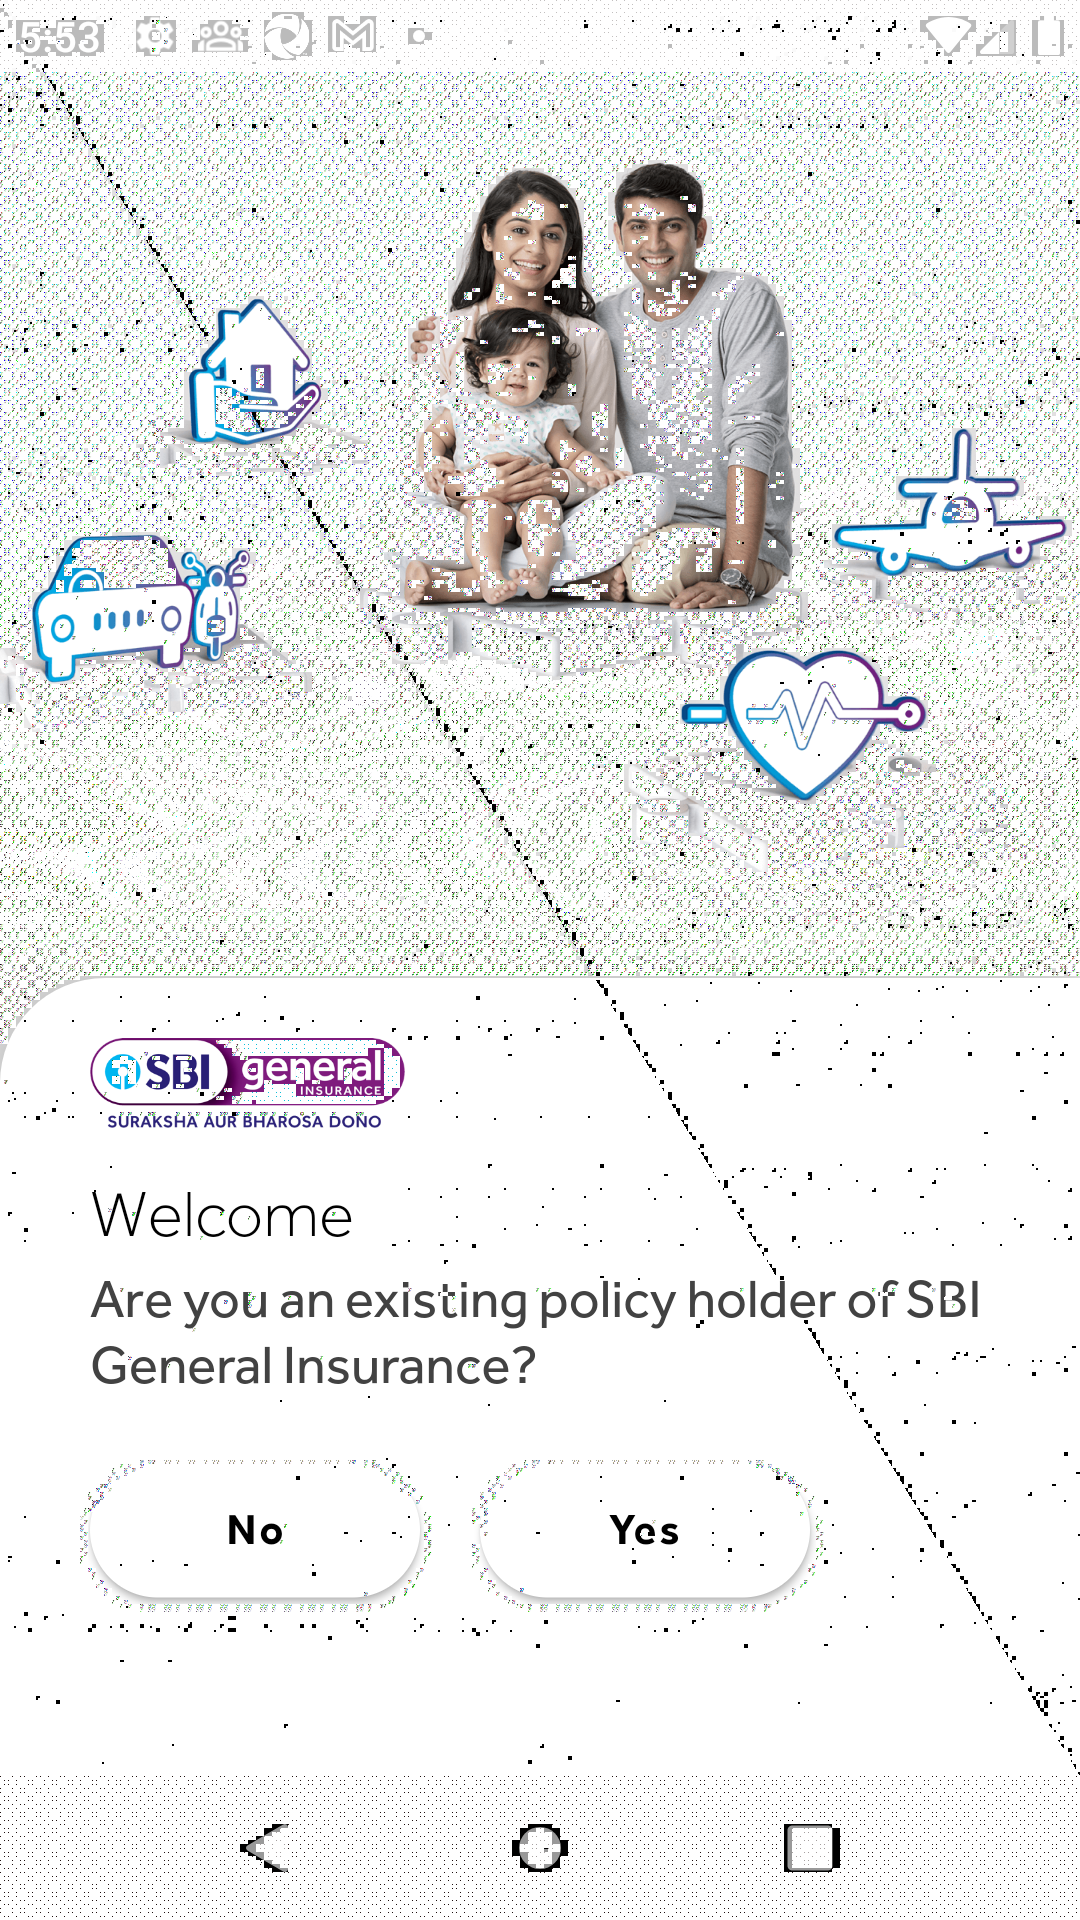 5:53
SBI general
INSURANCE
SURAKSHA AUR BHAROSA DONO
Welcome
Are you an existing policy holder of SBI
General Insurance?
No
Yes